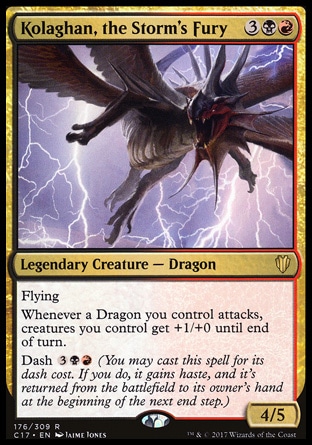 Kolaghan, the Storm's Fury 3
Legendary Creature — Dragon
Flying
Whenever a Dragon you control attacks,
creatures you control get +1/+0 until end
of turn.
Dash 3 (You may cast this spell for its
dash cost. If you do, it gains haste, and it's
returned from the battlefield to its owner's hand
at the beginning of the next end step.)
4/5
176/309 R
C17 • EN Jaime Jones
™ & © 2017 Wizards of the Coast